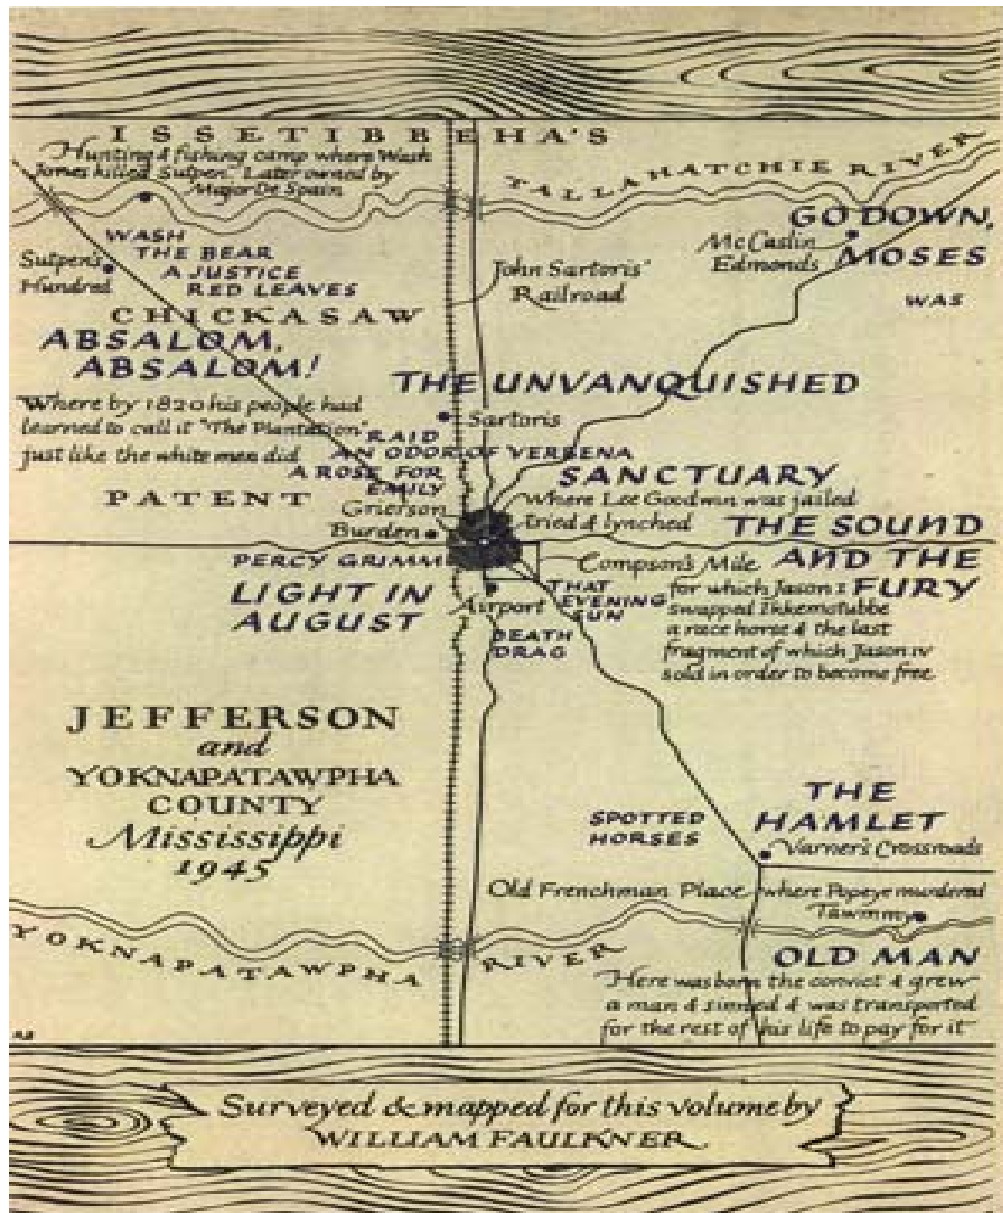 ISSETIBBEHA'S
Hunting & fishing camp where Wash
Jones killed Sutpen. Later owned by
Major De Spain
TALLAHATCHIE RIVER
GO DOWN,
MOSES
McCaslin
Edmonds
WAS
WASH
THE BEAR
A JUSTICE
RED LEAVES
Sutpen's
Hundred
John Sartoris'
Railroad
CHICKASAW
ABSALOM,
ABSALOM!
THE UNVANQUISHED
Where by 1820 his people had
learned to call it "The Plantation"
just like the white men did
Sartoris
RAID
AN ODOR OF VERBENA
A ROSE FOR
EMILY
SANCTUARY
PATENT
Grierson
Burden
Where Lee Goodwin was jailed
tried & lynched
THE SOUND
AND THE
FURY
PERCY GRIMM
LIGHT IN
AUGUST
Compson's Mile
for which Jason I
swapped Ikkemotubbe
a race horse & the last
fragment of which Jason IV
sold in order to become free.
Airport
THAT
EVENING
SUN
DEATH
DRAG
JEFFERSON
and
YOKNAPATAWPHA
COUNTY
Mississippi
1945
THE
HAMLET
SPOTTED
HORSES
Varner's Crossroads
Old Frenchman Place, where Popeye murdered
Tawmmy
YOKNAPATAWPHA RIVER
OLD MAN
Here was born the convict & grew
a man & sinned & was transported
for the rest of his life to pay for it
Surveyed & mapped for this volume by
WILLIAM FAULKNER